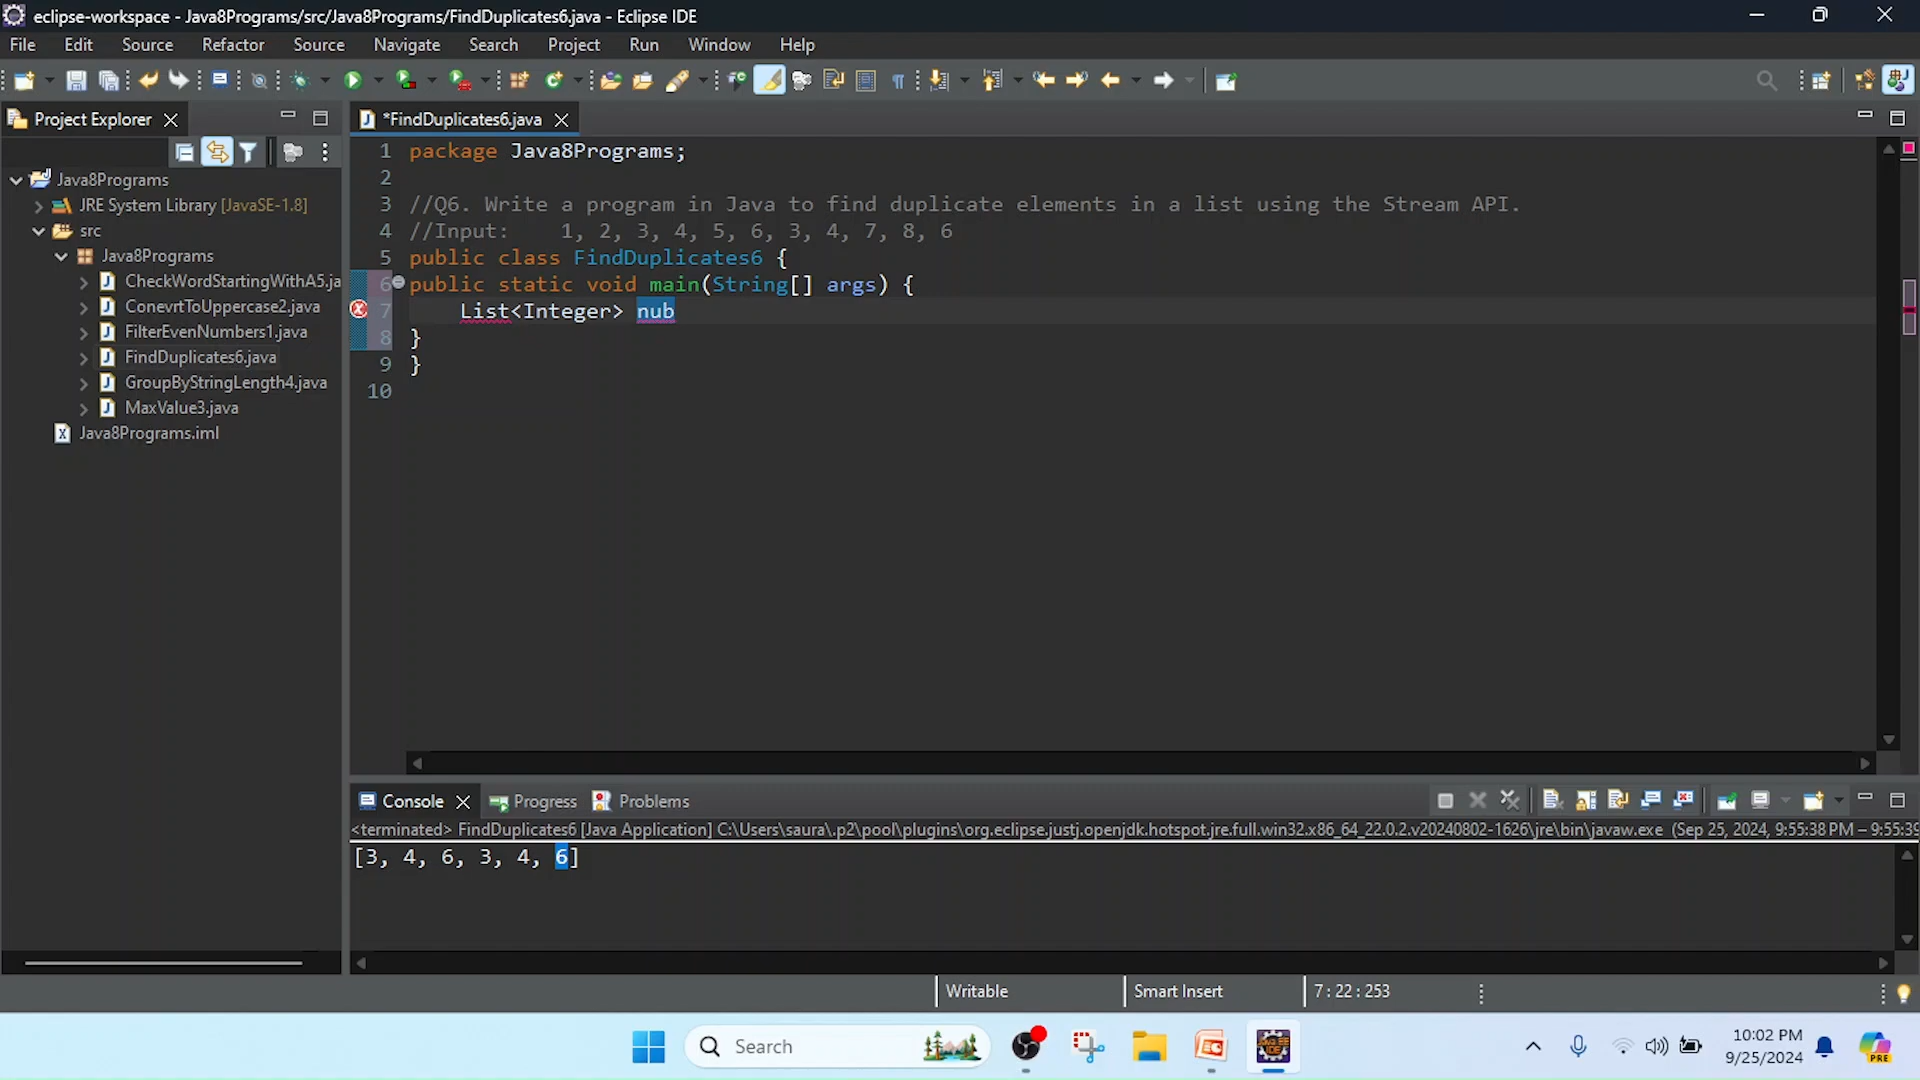 eclipse-workspace - Java8Programs/src/Java8Programs/FindDuplicates6.java - Eclipse IDE
File Edit Source Refactor Source Navigate Search Project Run Window Help
Project Explorer
*FindDuplicates6.java
Java8Programs
JRE System Library [JavaSE-1.8]
src
Java8Programs
CheckWordStartingWithA5.ja
ConevrtToUppercase2.java
FilterEvenNumbers1.java
FindDuplicates6.java
GroupByStringLength4.java
MaxValue3.java
Java8Programs.iml
1 package Java8Programs;
2
3 //Q6. Write a program in Java to find duplicate elements in a list using the Stream API.
4 //Input: 1, 2, 3, 4, 5, 6, 3, 4, 7, 8, 6
5 public class FindDuplicates6 {
6 public static void main(String[] args) {
7 List<Integer> nub
8 }
9 }
10
Console Progress Problems
<terminated> FindDuplicates6 [Java Application] C:\Users\saura\.p2\pool\plugins\org.eclipse.justj.openjdk.hotspot.jre.full.win32.x86_64_22.0.2.v20240802-1626\jre\bin\javaw.exe (Sep 25, 2024, 9:55:38 PM – 9:55:39
[3, 4, 6, 3, 4, 6]
Writable Smart Insert 7 : 22 : 253
Search
10:02 PM
9/25/2024
PRE